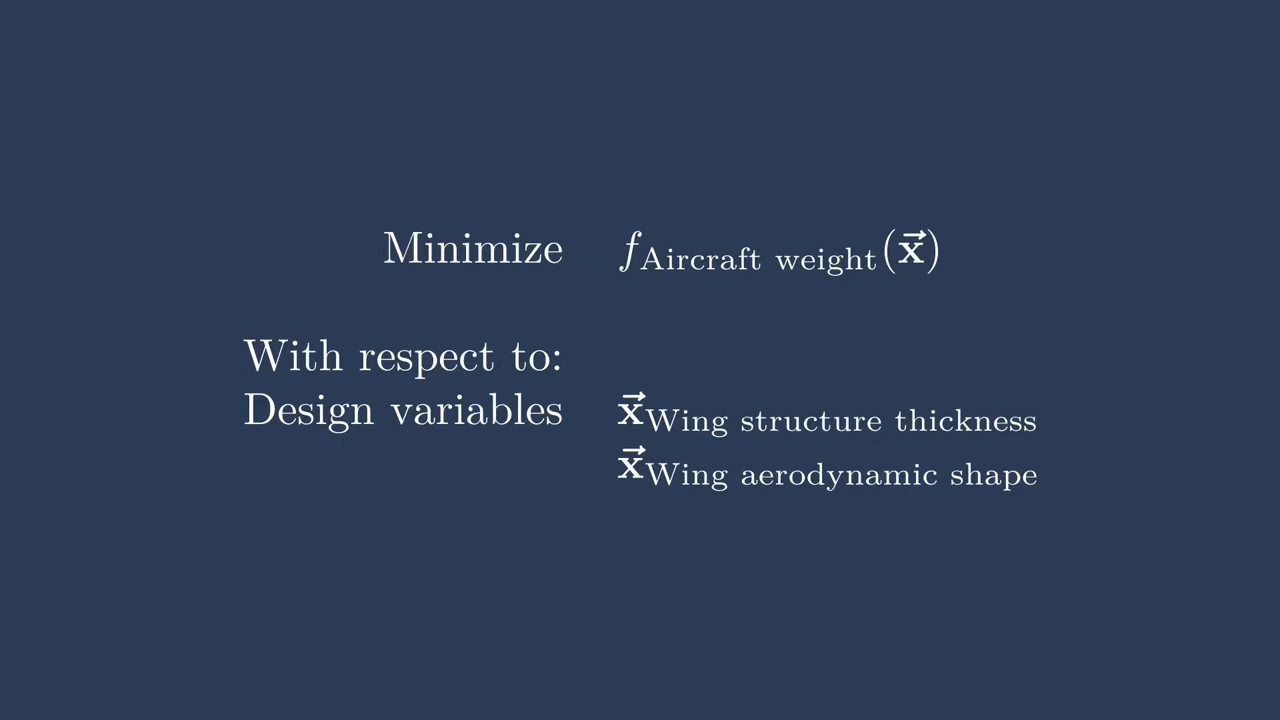 Minimize f_Aircraft weight(x⃗)
With respect to:
Design variables x⃗_Wing structure thickness
x⃗_Wing aerodynamic shape